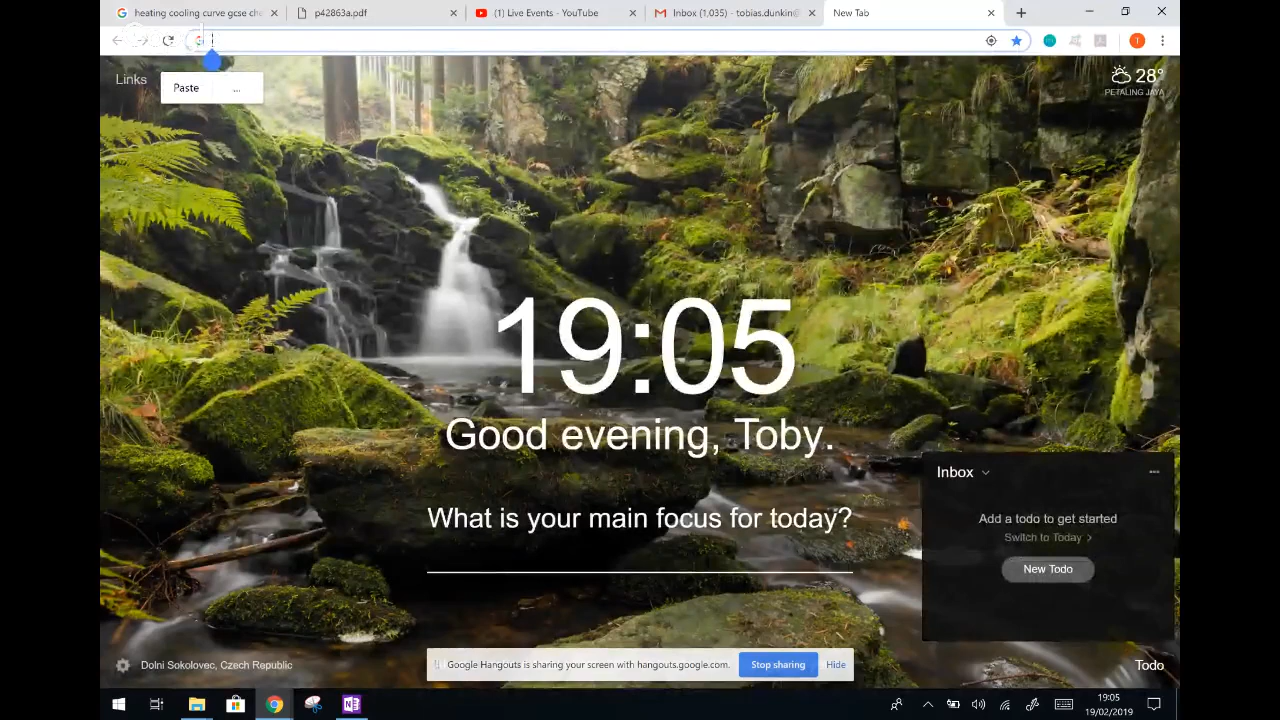 heating cooling curve gcse che
p42863a.pdf
(1) Live Events - YouTube
Inbox (1,035) - tobias.dunkin@
New Tab
Links
Paste
...
28°
PETALING JAYA
19:05
Good evening, Toby.
What is your main focus for today?
Inbox
Add a todo to get started
Switch to Today
New Todo
Dolni Sokolovec, Czech Republic
Google Hangouts is sharing your screen with hangouts.google.com.
Stop sharing
Hide
Todo
19:05
19/02/2019